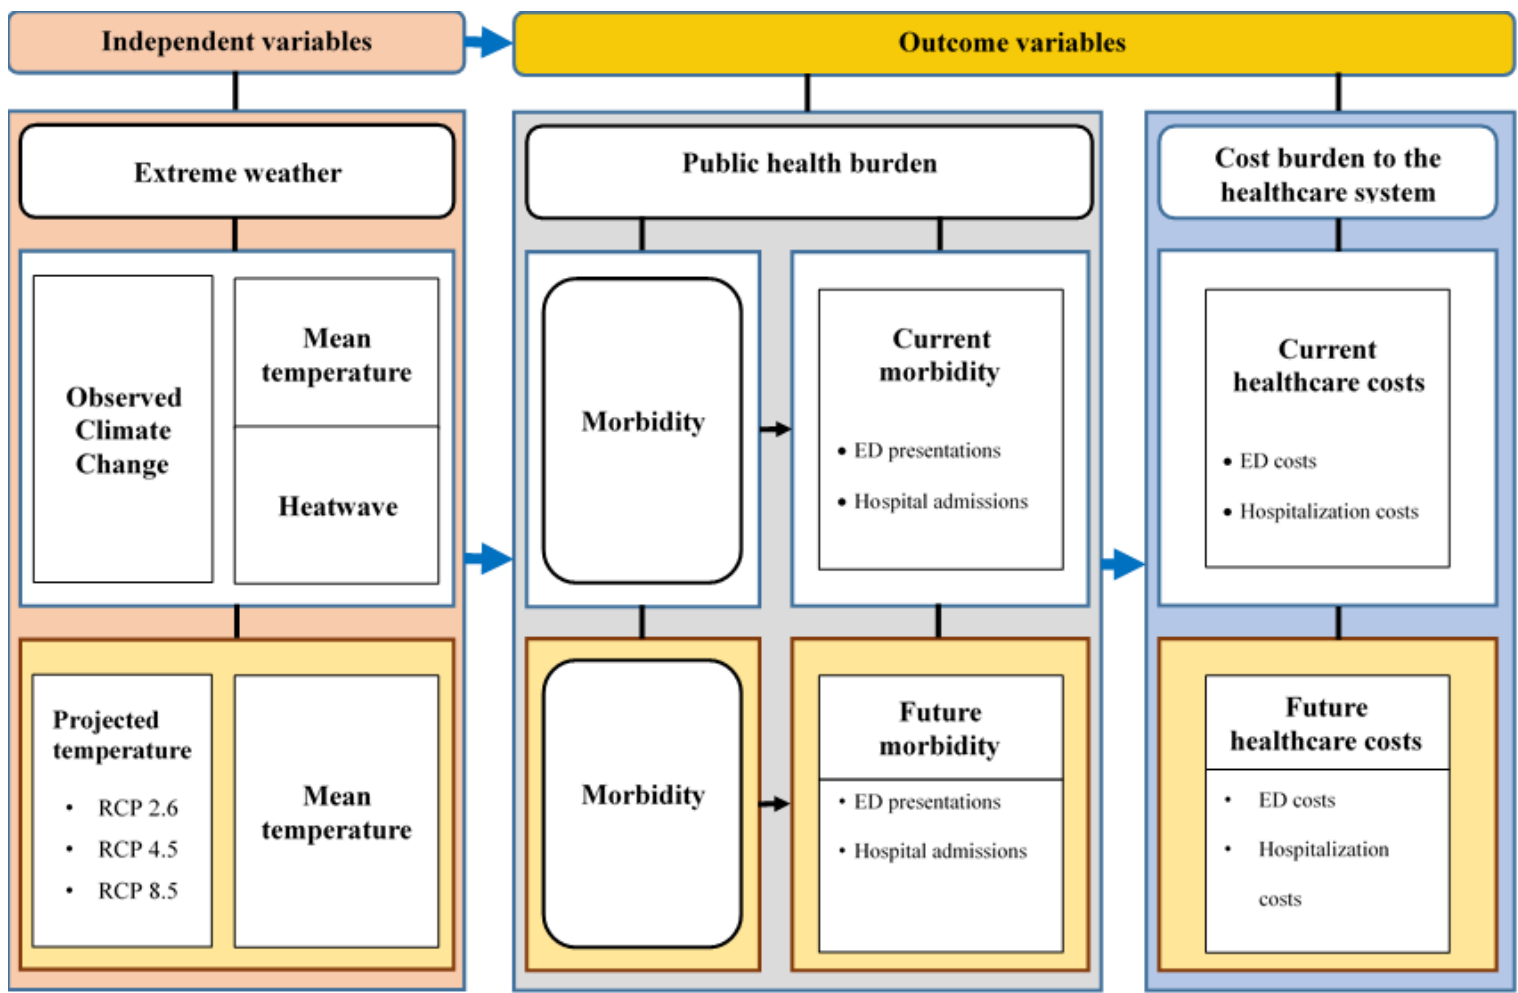 Independent variables
Outcome variables
Extreme weather
Public health burden
Cost burden to the
healthcare system
Observed
Climate
Change
Mean
temperature
Heatwave
Morbidity
Current
morbidity
• ED presentations
• Hospital admissions
Current
healthcare costs
• ED costs
• Hospitalization costs
Projected
temperature
• RCP 2.6
• RCP 4.5
• RCP 8.5
Mean
temperature
Morbidity
Future
morbidity
• ED presentations
• Hospital admissions
Future
healthcare costs
• ED costs
• Hospitalization
costs